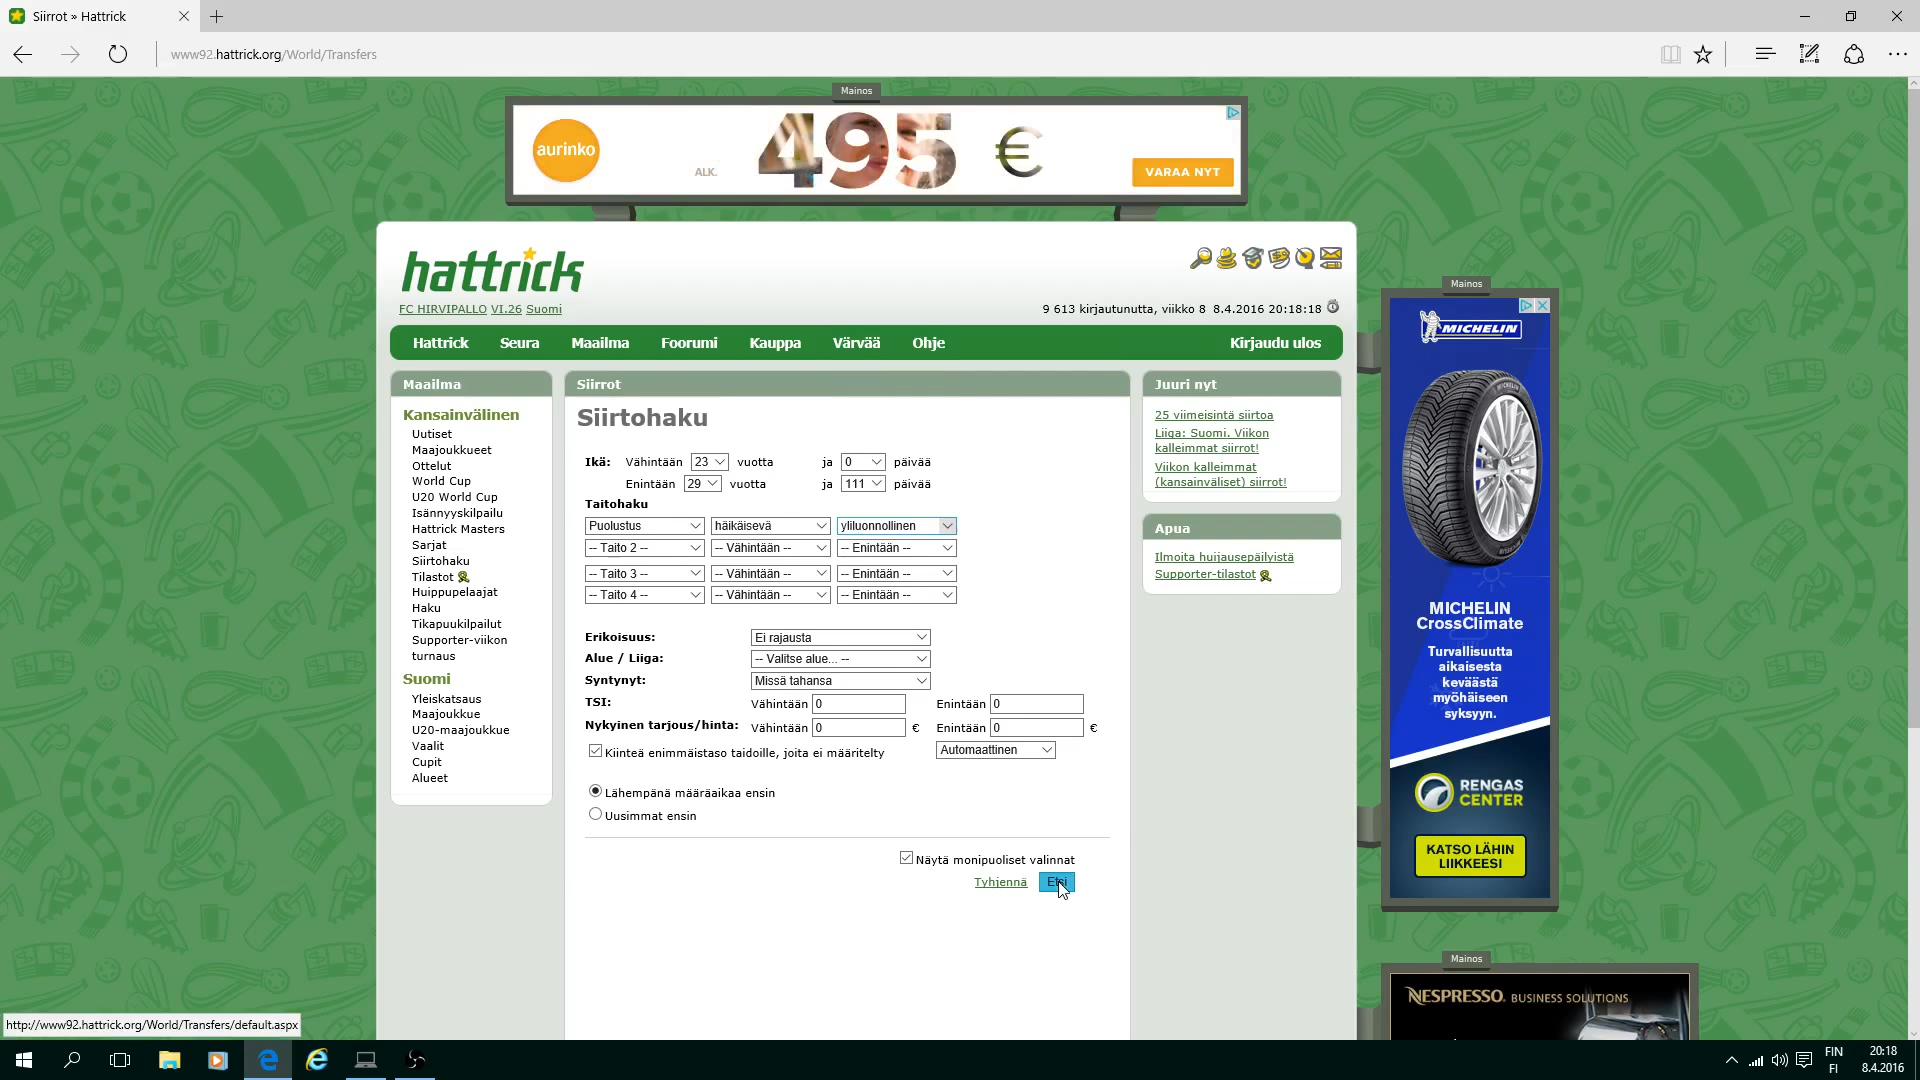 Siirrot » Hattrick
www92.hattrick.org/World/Transfers
Mainos
aurinko
ALK.
495 €
VARAA NYT
hattrick
FC HIRVIPALLO VI.26 Suomi
9 613 kirjautunutta, viikko 8 8.4.2016 20:18:18
Hattrick Seura Maailma Foorumi Kauppa Värvää Ohje Kirjaudu ulos
Maailma
Kansainvälinen
Uutiset
Maajoukkueet
Ottelut
World Cup
U20 World Cup
Isännyyskilpailu
Hattrick Masters
Sarjat
Siirtohaku
Tilastot
Huippupelaajat
Haku
Tikapuukilpailut
Supporter-viikon
turnaus
Suomi
Yleiskatsaus
Maajoukkue
U20-maajoukkue
Vaalit
Cupit
Alueet
Siirrot
Siirtohaku
Ikä: Vähintään 23 vuotta ja 0 päivää
Enintään 29 vuotta ja 111 päivää
Taitohaku
Puolustus häikäisevä yliluonnollinen
-- Taito 2 -- -- Vähintään -- -- Enintään --
-- Taito 3 -- -- Vähintään -- -- Enintään --
-- Taito 4 -- -- Vähintään -- -- Enintään --
Erikoisuus: Ei rajausta
Alue / Liiga: -- Valitse alue... --
Syntynyt: Missä tahansa
TSI: Vähintään 0 Enintään 0
Nykyinen tarjous/hinta: Vähintään 0 € Enintään 0 €
Kiinteä enimmäistaso taidoille, joita ei määritelty Automaattinen
Lähempänä määräaikaa ensin
Uusimmat ensin
Näytä monipuoliset valinnat
Tyhjennä Etsi
Juuri nyt
25 viimeisintä siirtoa
Liiga: Suomi. Viikon
kalleimmat siirrot!
Viikon kalleimmat
(kansainväliset) siirrot!
Apua
Ilmoita huijausepäilyistä
Supporter-tilastot
Mainos
MICHELIN
MICHELIN
CrossClimate
Turvallisuutta
aikaisesta
keväästä
myöhäiseen
syksyyn.
RENGAS
CENTER
KATSO LÄHIN
LIIKKEESI
Mainos
NESPRESSO. BUSINESS SOLUTIONS
http://www92.hattrick.org/World/Transfers/default.aspx
FIN
FI
20:18
8.4.2016